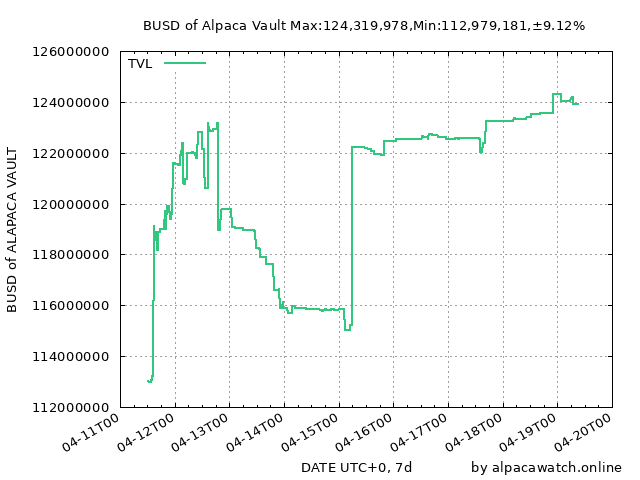 BUSD of Alpaca Vault Max:124,319,978,Min:112,979,181,±9.12%
TVL
126000000
124000000
122000000
120000000
118000000
116000000
114000000
112000000
BUSD of ALAPACA VAULT
04-11T00
04-12T00
04-13T00
04-14T00
04-15T00
04-16T00
04-17T00
04-18T00
04-19T00
04-20T00
DATE UTC+0, 7d
by alpacawatch.online